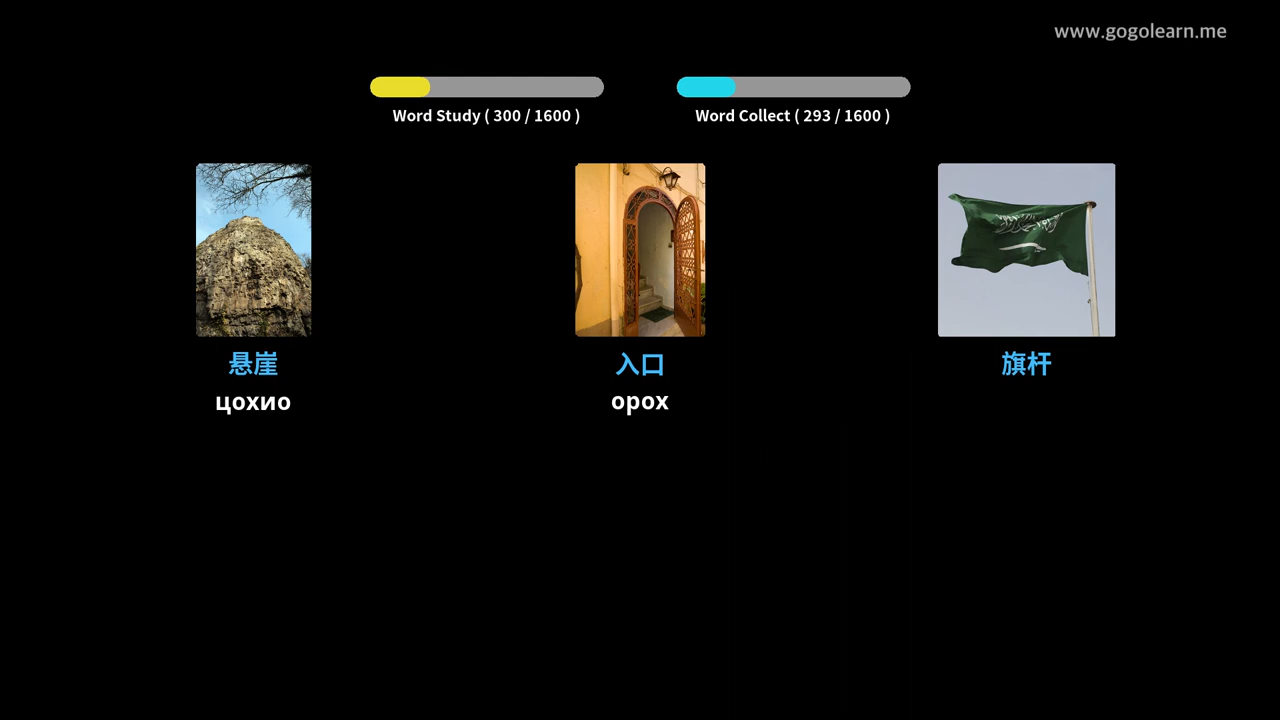 www.gogolearn.me
Word Study ( 300 / 1600 )
Word Collect ( 293 / 1600 )
悬崖
入口
旗杆
цохио
орох